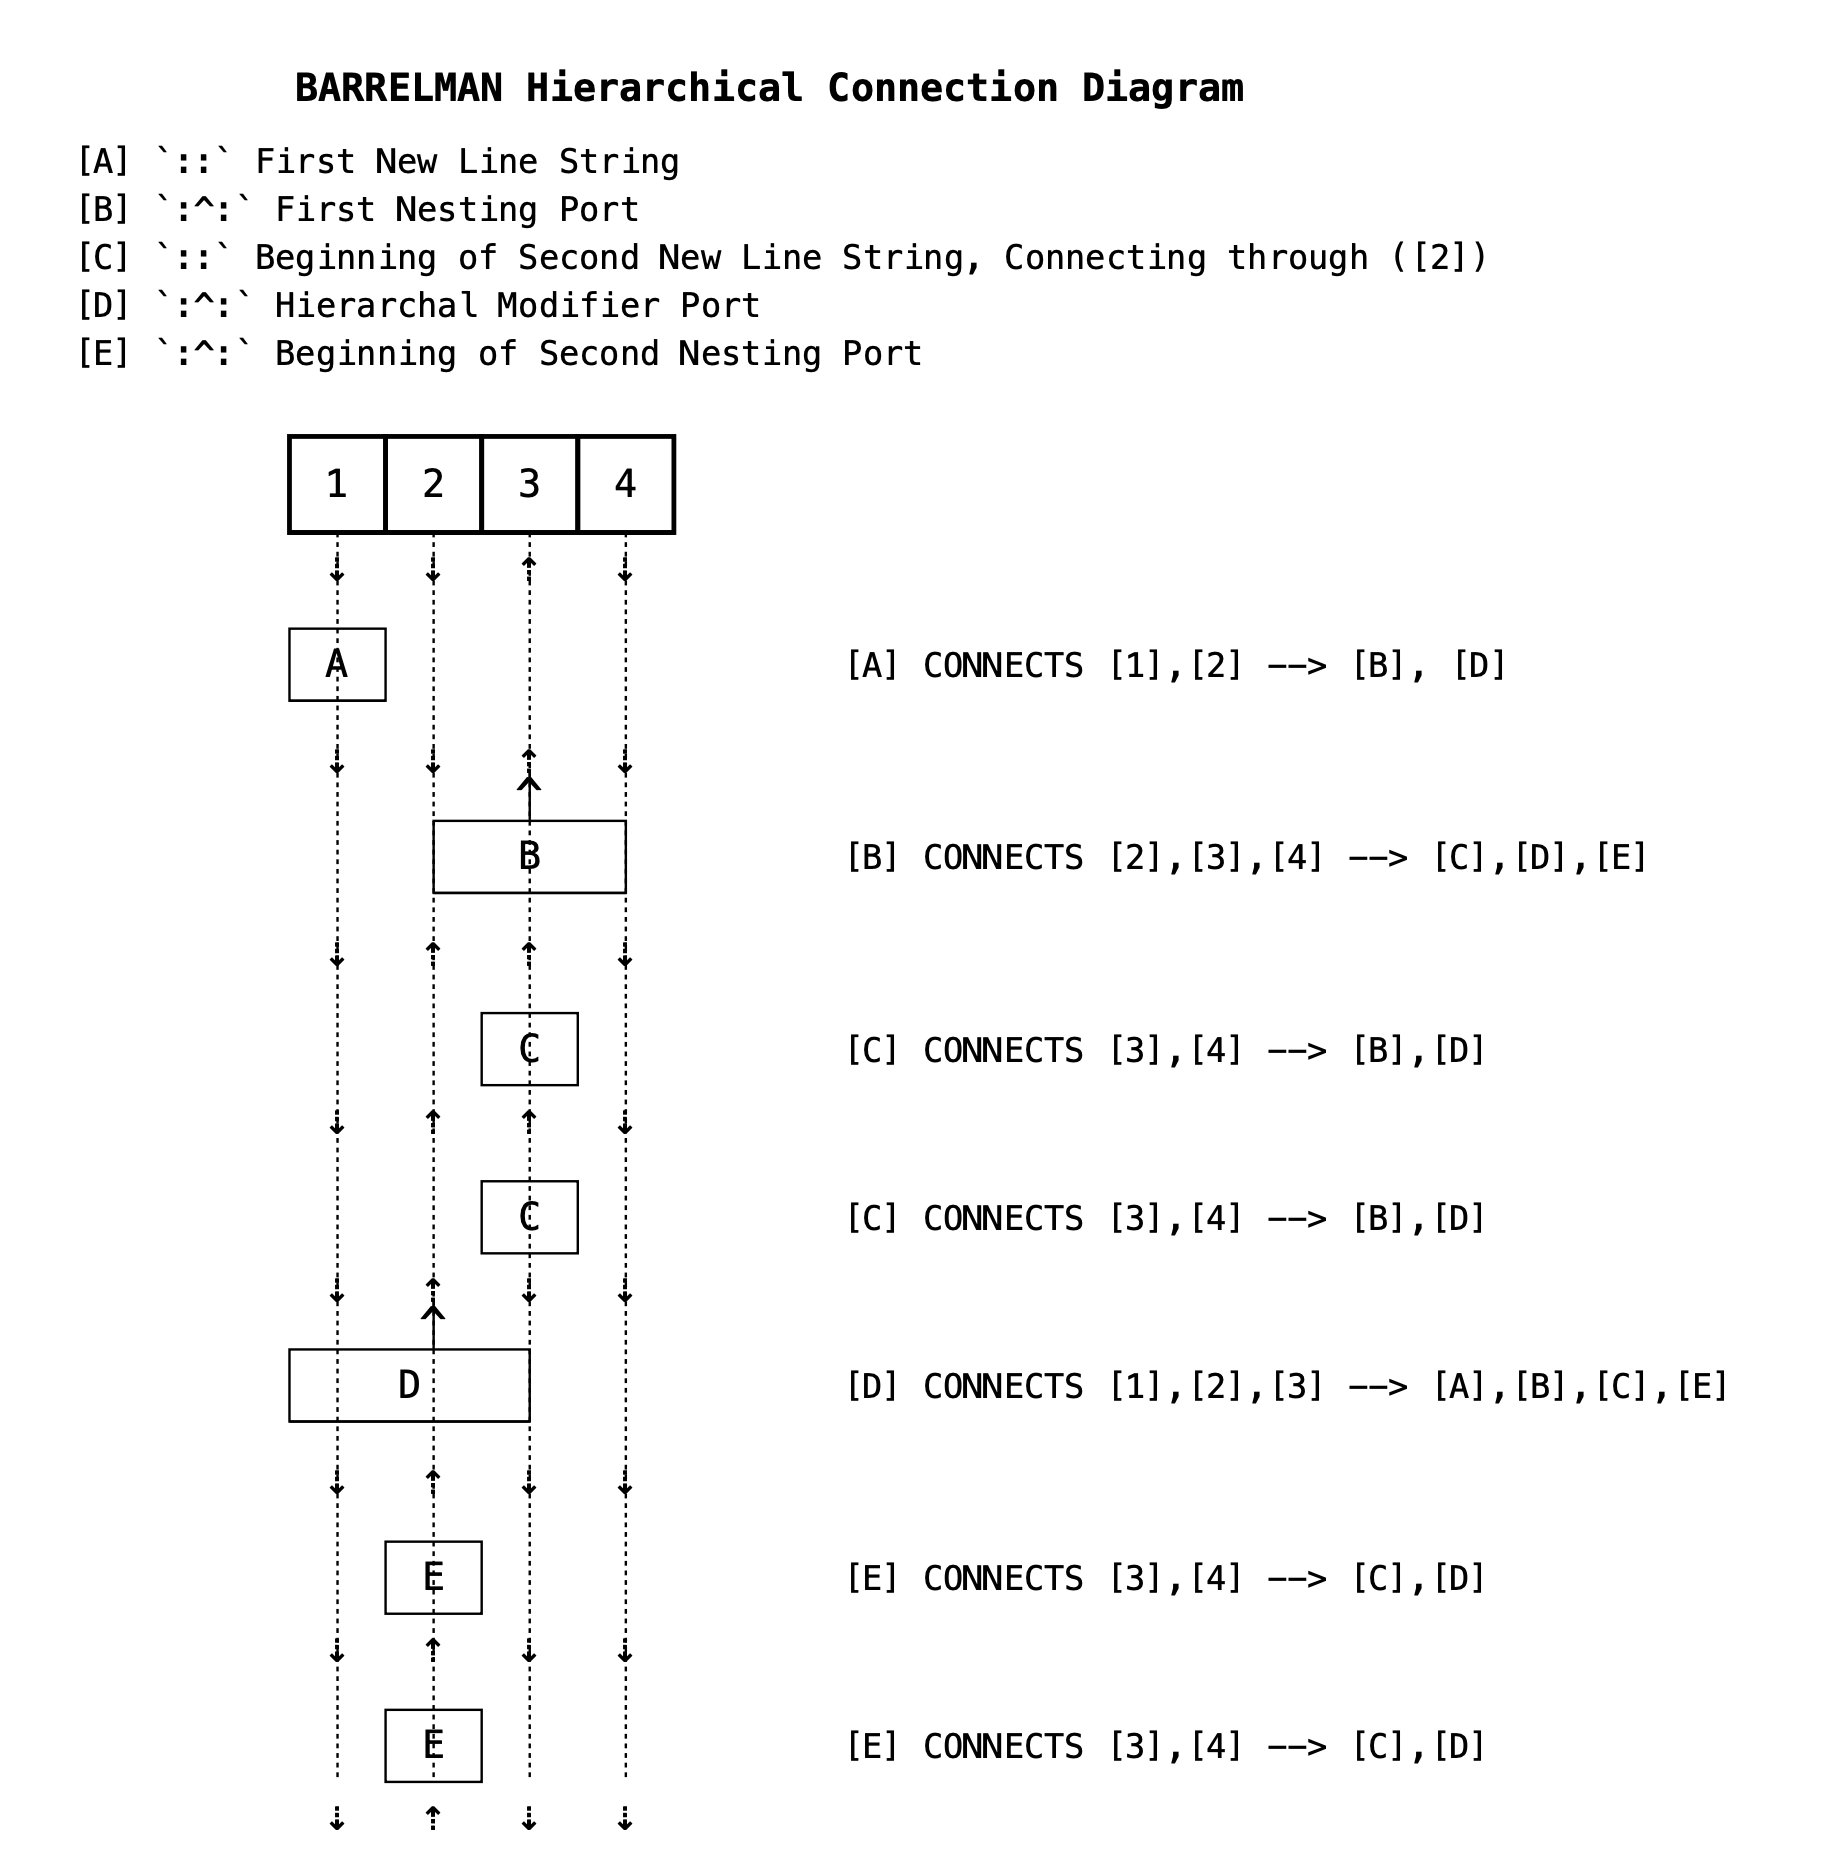 BARRELMAN Hierarchical Connection Diagram
[A] `::` First New Line String
[B] `:^:` First Nesting Port
[C] `::` Beginning of Second New Line String, Connecting through ([2])
[D] `:^:` Hierarchal Modifier Port
[E] `:^:` Beginning of Second Nesting Port
1 2 3 4
A [A] CONNECTS [1],[2] --> [B], [D]
B [B] CONNECTS [2],[3],[4] --> [C],[D],[E]
C [C] CONNECTS [3],[4] --> [B],[D]
C [C] CONNECTS [3],[4] --> [B],[D]
D [D] CONNECTS [1],[2],[3] --> [A],[B],[C],[E]
E [E] CONNECTS [3],[4] --> [C],[D]
E [E] CONNECTS [3],[4] --> [C],[D]